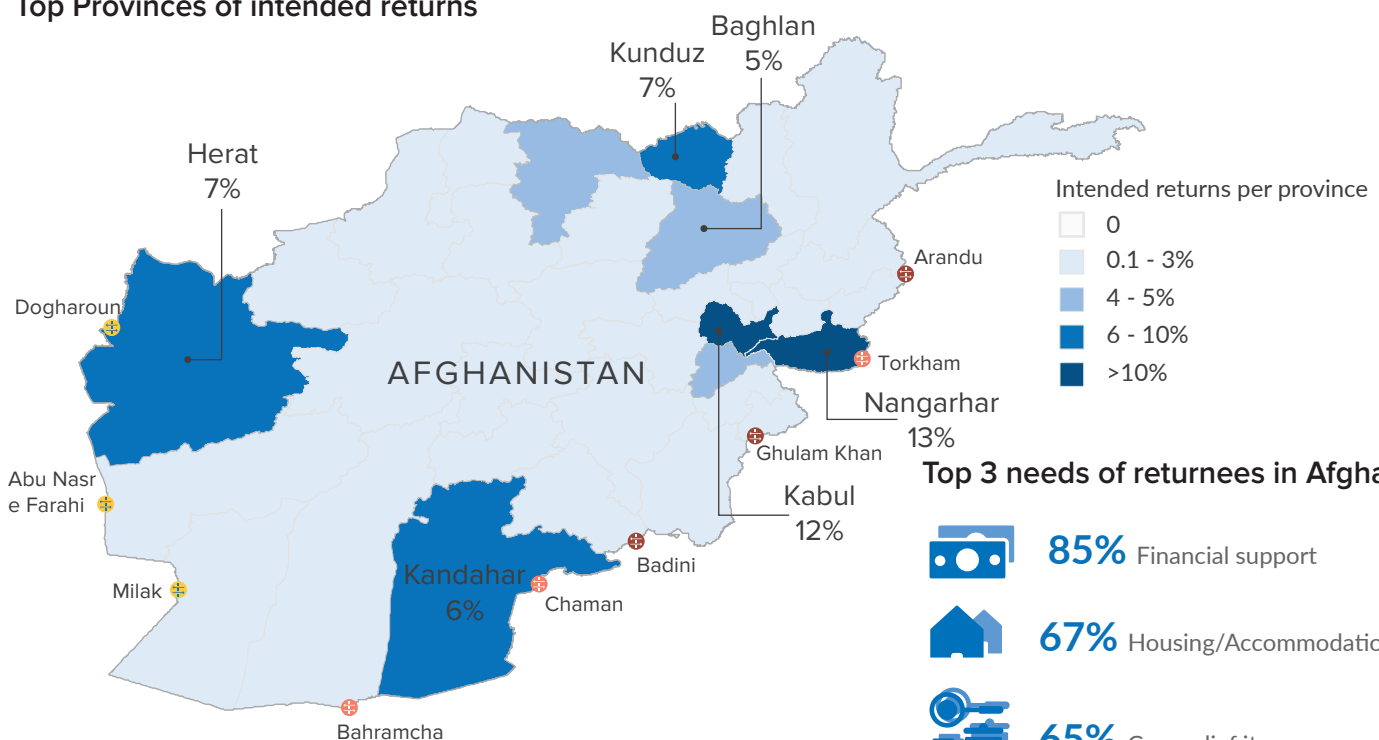 Top Provinces of intended returns
Baghlan
5%
Kunduz
7%
Herat
7%
Intended returns per province
0
0.1 - 3%
4 - 5%
6 - 10%
>10%
Arandu
Dogharoun
AFGHANISTAN
Torkham
Nangarhar
13%
Ghulam Khan
Kabul
12%
Abu Nasr
e Farahi
Badini
Milak
Kandahar
6%
Chaman
Bahramcha
Top 3 needs of returnees in Afgha
85% Financial support
67% Housing/Accommodatio
65%